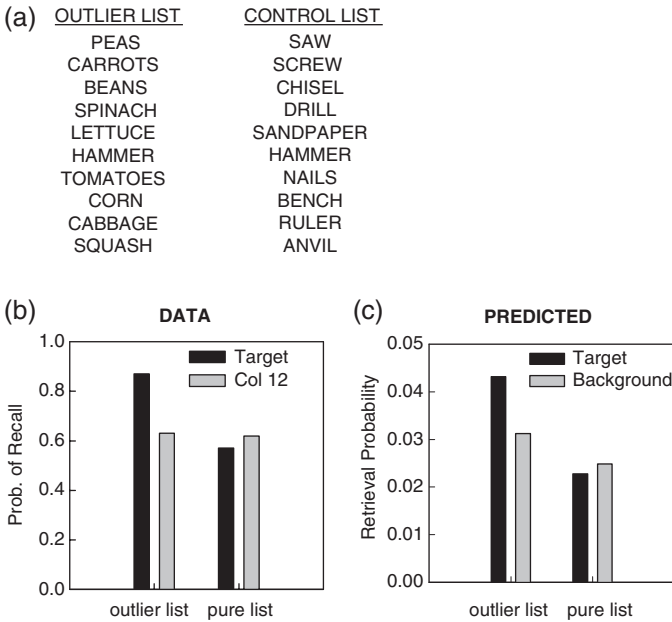 (a) OUTLIER LIST CONTROL LIST
PEAS SAW
CARROTS SCREW
BEANS CHISEL
SPINACH DRILL
LETTUCE SANDPAPER
HAMMER HAMMER
TOMATOES NAILS
CORN BENCH
CABBAGE RULER
SQUASH ANVIL
(b) DATA
1.0
0.8
0.6
0.4
0.2
0.0
Prob. of Recall
Target
Col 12
outlier list pure list
(c) PREDICTED
0.05
0.04
0.03
0.02
0.01
0.00
Retrieval Probability
Target
Background
outlier list pure list